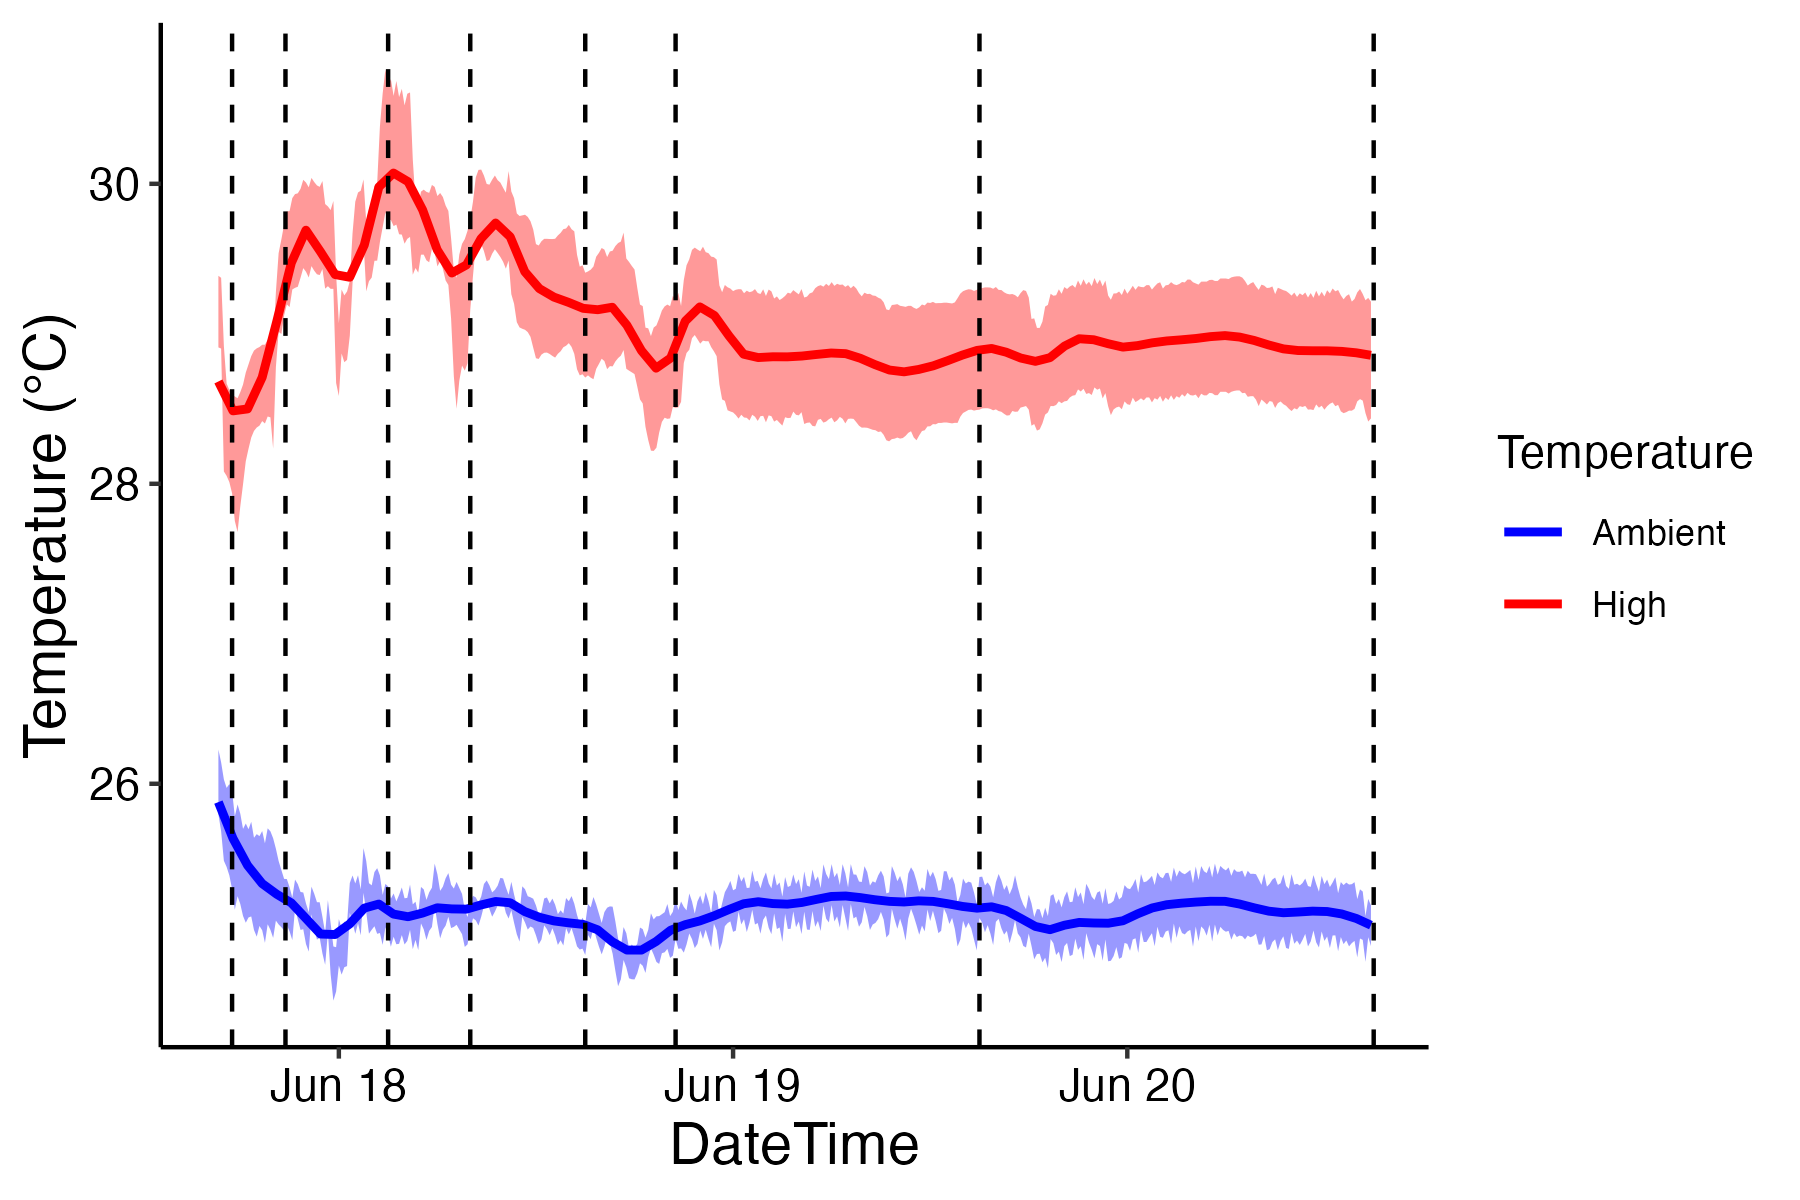 30
28
26
Temperature (°C)
Jun 18
Jun 19
Jun 20
DateTime
Temperature
Ambient
High